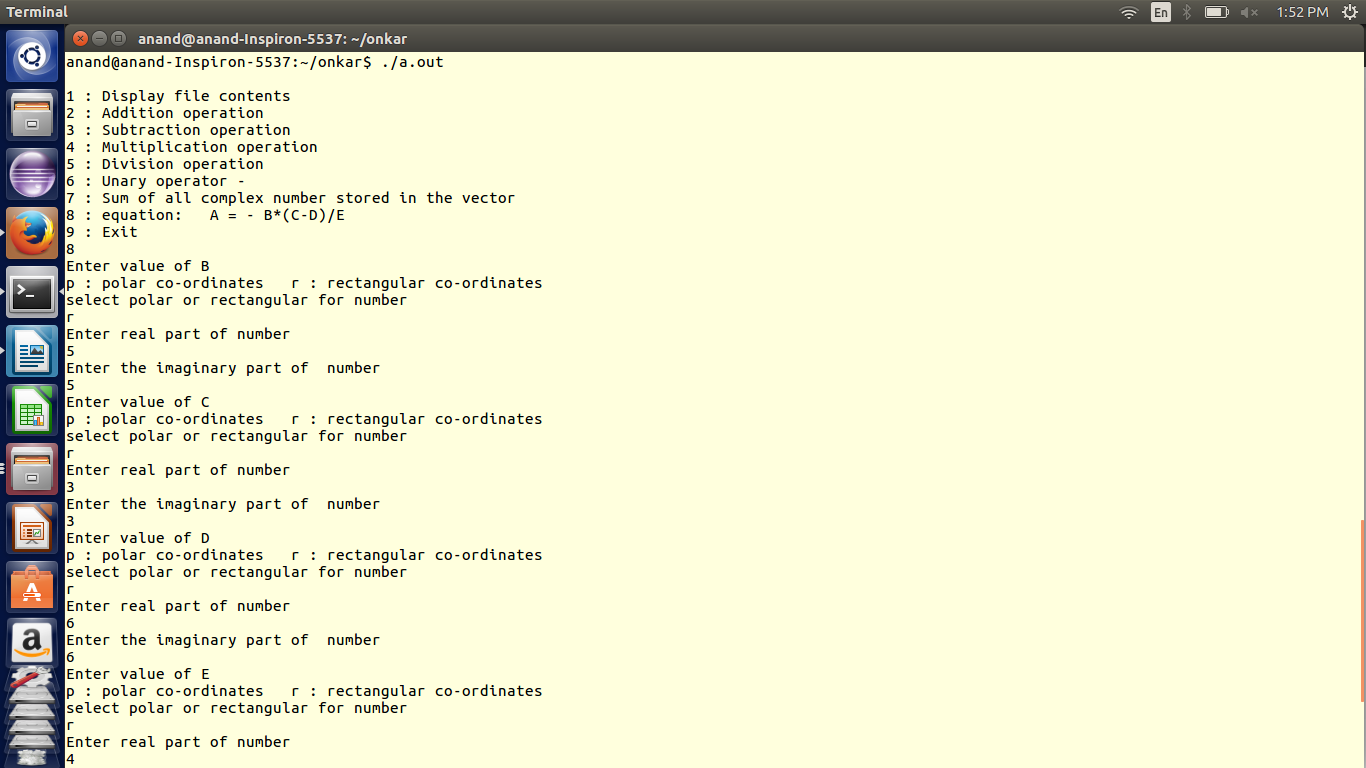 Terminal
En
1:52 PM
anand@anand-Inspiron-5537: ~/onkar
anand@anand-Inspiron-5537:~/onkar$ ./a.out
1 : Display file contents
2 : Addition operation
3 : Subtraction operation
4 : Multiplication operation
5 : Division operation
6 : Unary operator -
7 : Sum of all complex number stored in the vector
8 : equation:   A = - B*(C-D)/E
9 : Exit
8
Enter value of B
p : polar co-ordinates   r : rectangular co-ordinates
select polar or rectangular for number
r
Enter real part of number
5
Enter the imaginary part of  number
5
Enter value of C
p : polar co-ordinates   r : rectangular co-ordinates
select polar or rectangular for number
r
Enter real part of number
3
Enter the imaginary part of  number
3
Enter value of D
p : polar co-ordinates   r : rectangular co-ordinates
select polar or rectangular for number
r
Enter real part of number
6
Enter the imaginary part of  number
6
Enter value of E
p : polar co-ordinates   r : rectangular co-ordinates
select polar or rectangular for number
r
Enter real part of number
4